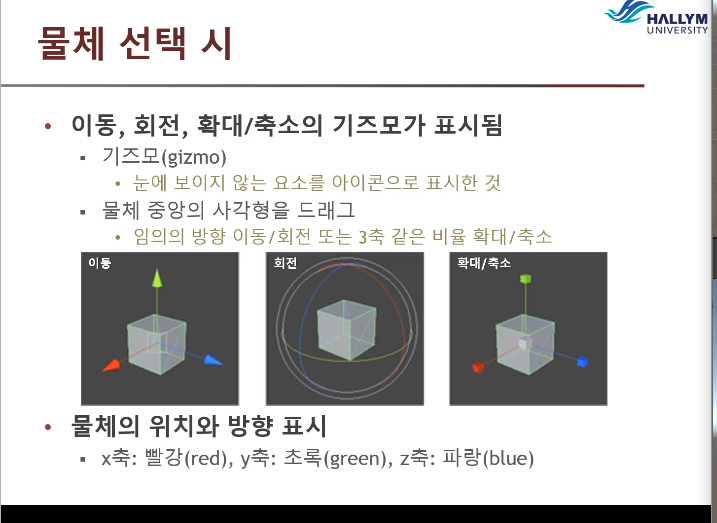 물체 선택 시
HALLYM
UNIVERSITY
• 이동, 회전, 확대/축소의 기즈모가 표시됨
▪ 기즈모(gizmo)
• 눈에 보이지 않는 요소를 아이콘으로 표시한 것
▪ 물체 중앙의 사각형을 드래그
• 임의의 방향 이동/회전 또는 3축 같은 비율 확대/축소
이동
회전
확대/축소
• 물체의 위치와 방향 표시
▪ x축: 빨강(red), y축: 초록(green), z축: 파랑(blue)